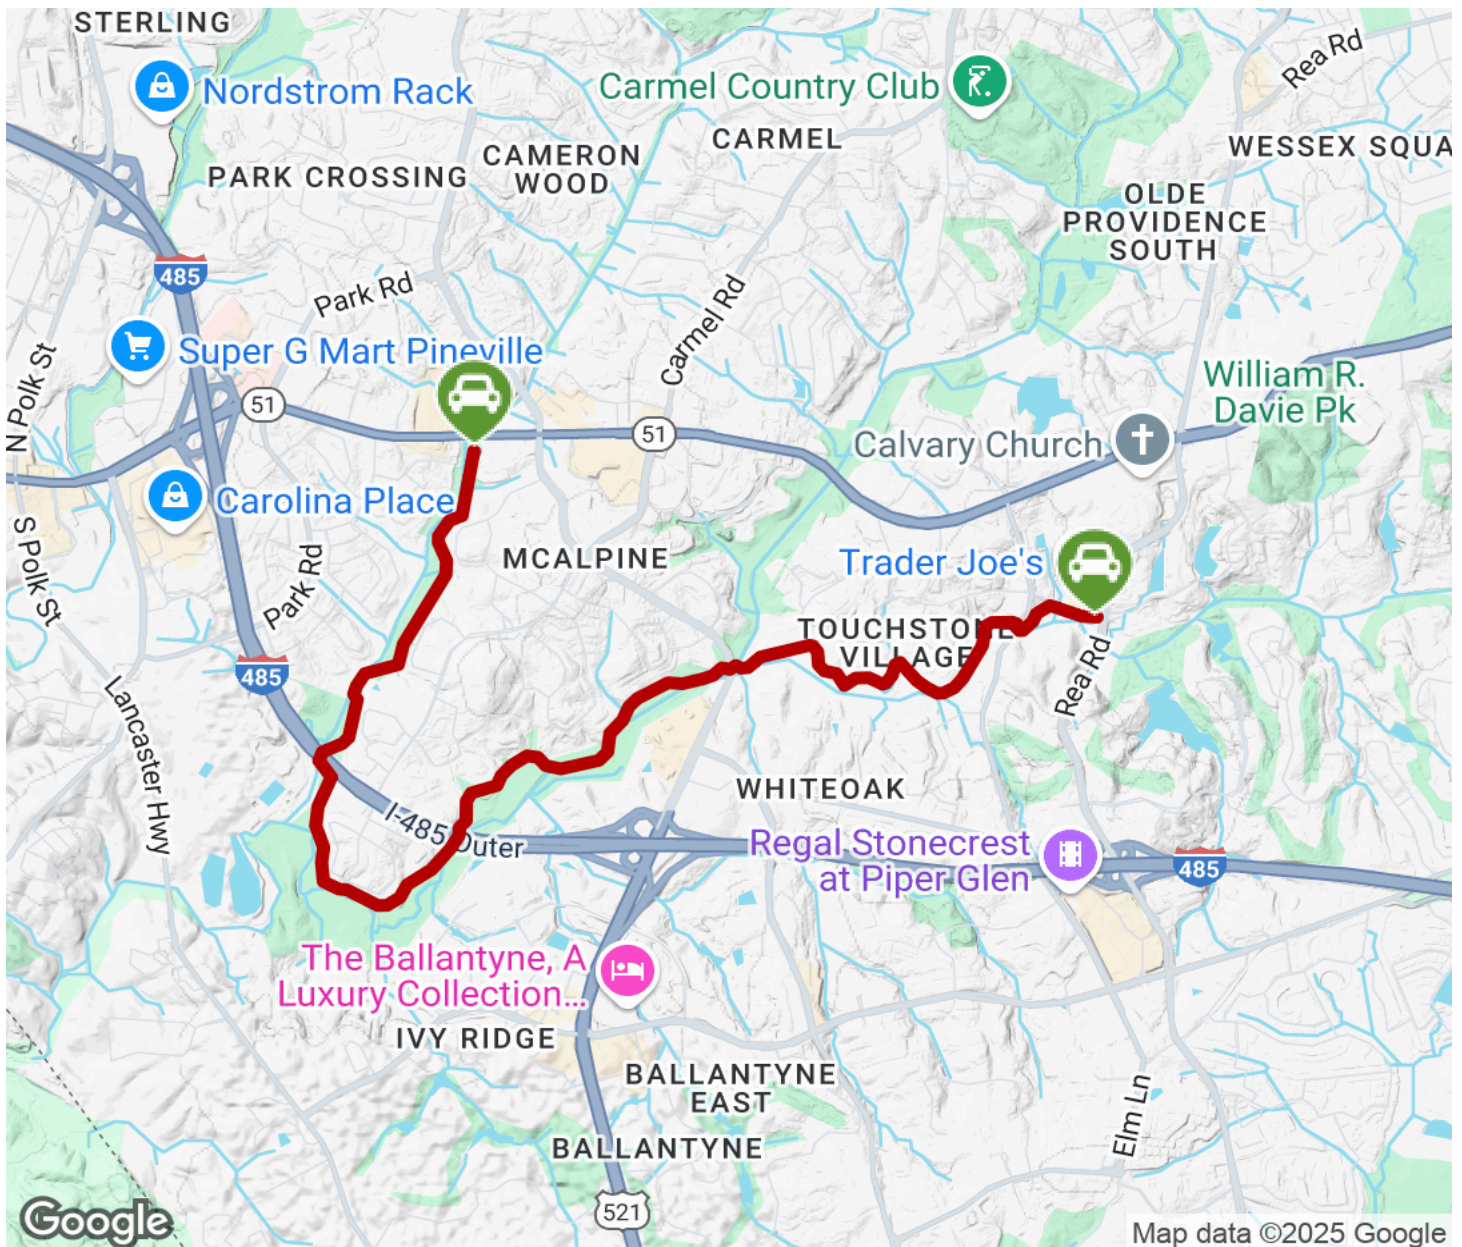 STERLING
Nordstrom Rack
Carmel Country Club
CARMEL
Rea Rd
WESSEX SQUA
CAMERON
WOOD
PARK CROSSING
OLDE
PROVIDENCE
SOUTH
485
Park Rd
Carmel Rd
N Polk St
Super G Mart Pineville
51
51
William R.
Davie Pk
Calvary Church
Carolina Place
S Polk St
MCALPINE
Trader Joe's
Park Rd
TOUCHSTONE
VILLAGE
485
Rea Rd
Lancaster Hwy
WHITEOAK
I-485 Outer
Regal Stonecrest
at Piper Glen
485
The Ballantyne, A
Luxury Collection...
IVY RIDGE
BALLANTYNE
EAST
Elm Ln
BALLANTYNE
521
Google
Map data ©2025 Google